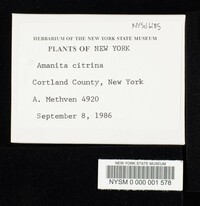 HERBARIUM OF THE NEW YORK STATE MUSEUM
PLANTS OF NEW YORK
Amanita citrina
Cortland County, New York
A. Methven 4920
September 8, 1986
NEW YORK STATE MUSEUM
NYSM 0 000 001 578